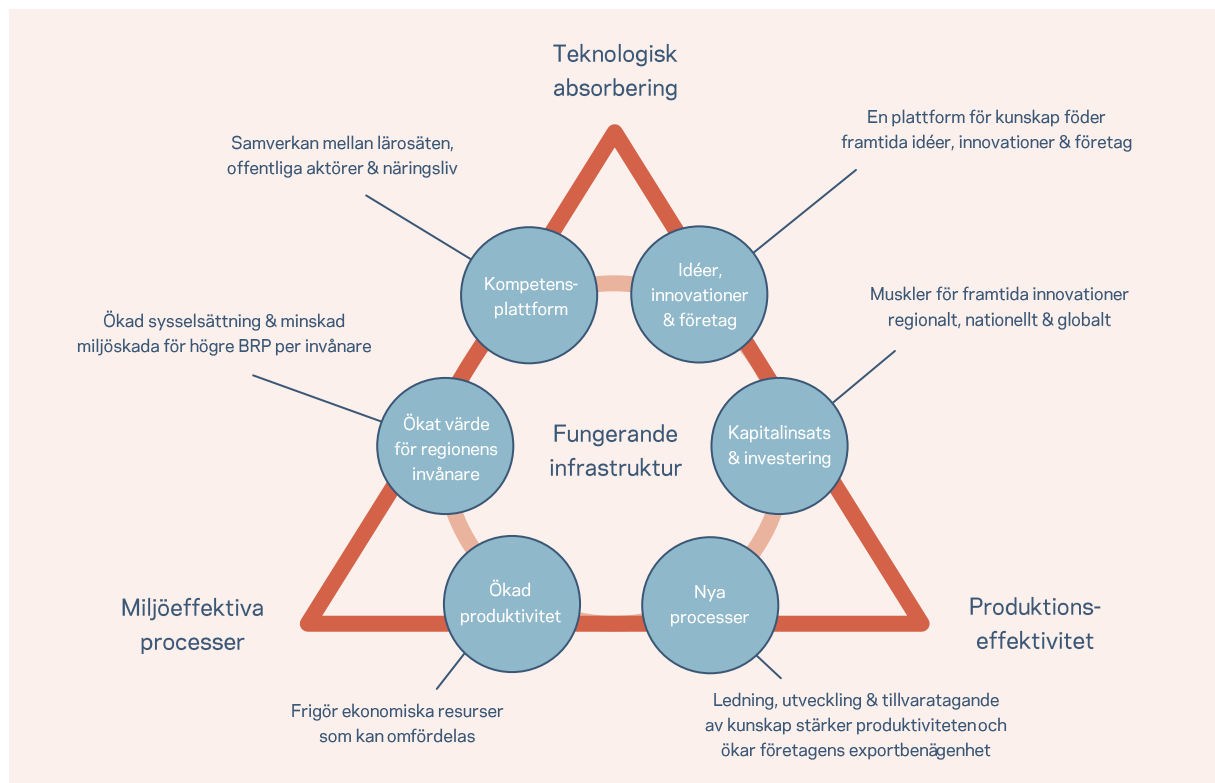 Teknologisk
absorbering
En plattform för kunskap föder
framtida idéer, innovationer & företag
Samverkan mellan lärosäten,
offentliga aktörer & näringsliv
Idéer,
innovationer
& företag
Kompetens-
plattform
Muskler för framtida innovationer
regionalt, nationellt & globalt
Ökad sysselsättning & minskad
miljöskada för högre BRP per invånare
Ökat värde
för regionens
invånare
Fungerande
infrastruktur
Kapitalinsats
& investering
Ökad
produktivitet
Nya
processer
Miljöeffektiva
processer
Produktions-
effektivitet
Frigör ekonomiska resurser
som kan omfördelas
Ledning, utveckling & tillvaratagande
av kunskap stärker produktiviteten och
ökar företagens exportbenägenhet